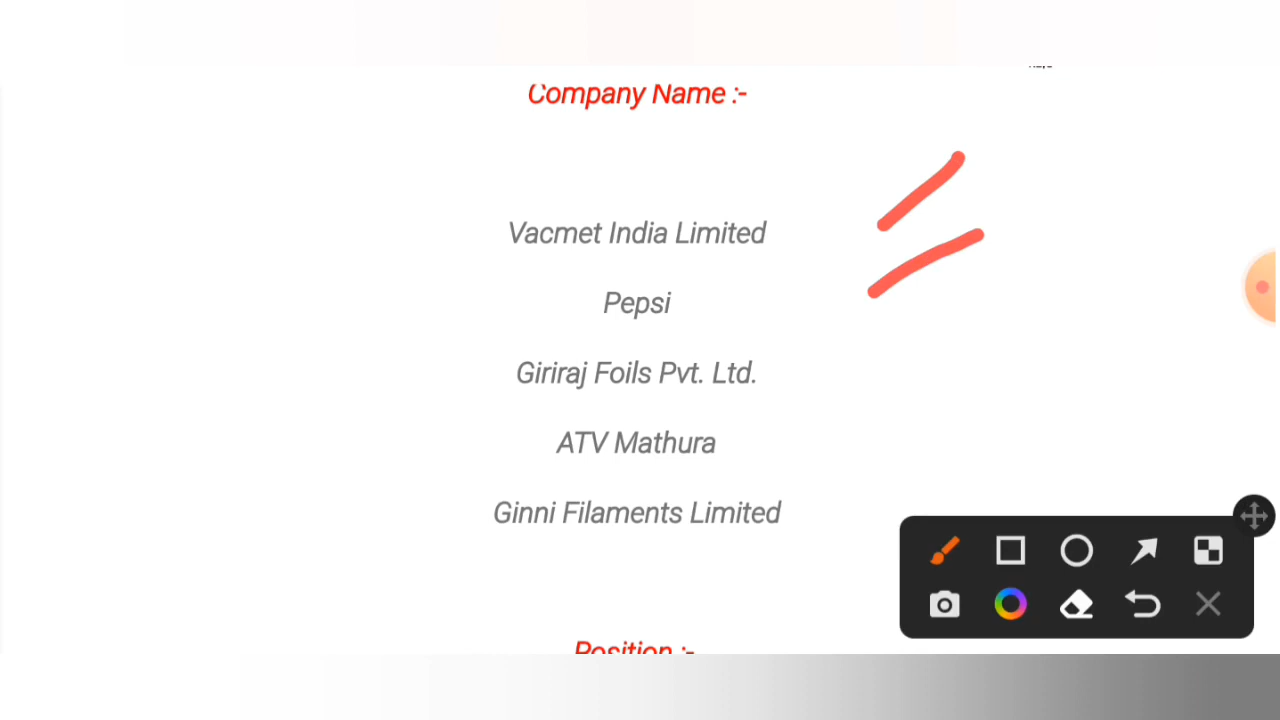 Company Name :-
Vacmet India Limited
Pepsi
Giriraj Foils Pvt. Ltd.
ATV Mathura
Ginni Filaments Limited
Position :-